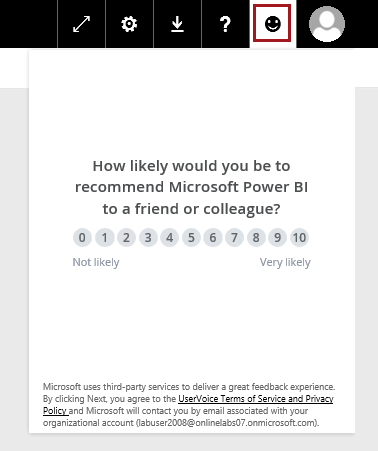 ?
How likely would you be to
recommend Microsoft Power BI
to a friend or colleague?
0 1 2 3 4 5 6 7 8 9 10
Not likely Very likely
Microsoft uses third-party services to deliver a great feedback experience.
By clicking Next, you agree to the UserVoice Terms of Service and Privacy
Policy and Microsoft will contact you by email associated with your
organizational account (labuser2008@onlinelabs07.onmicrosoft.com).